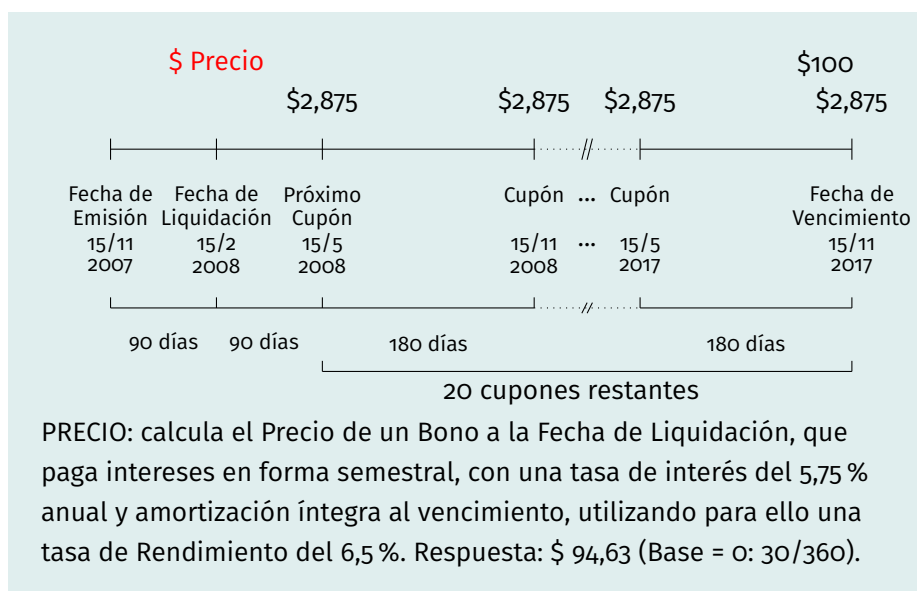 $ Precio
$100
$2,875 $2,875 $2,875 $2,875
Fecha de Fecha de Próximo Cupón ... Cupón Fecha de
Emisión Liquidación Cupón Vencimiento
15/11 15/2 15/5 15/11 ... 15/5 15/11
2007 2008 2008 2008 2017 2017
90 días 90 días 180 días 180 días
20 cupones restantes
PRECIO: calcula el Precio de un Bono a la Fecha de Liquidación, que
paga intereses en forma semestral, con una tasa de interés del 5,75 %
anual y amortización íntegra al vencimiento, utilizando para ello una
tasa de Rendimiento del 6,5 %. Respuesta: $ 94,63 (Base = 0: 30/360).